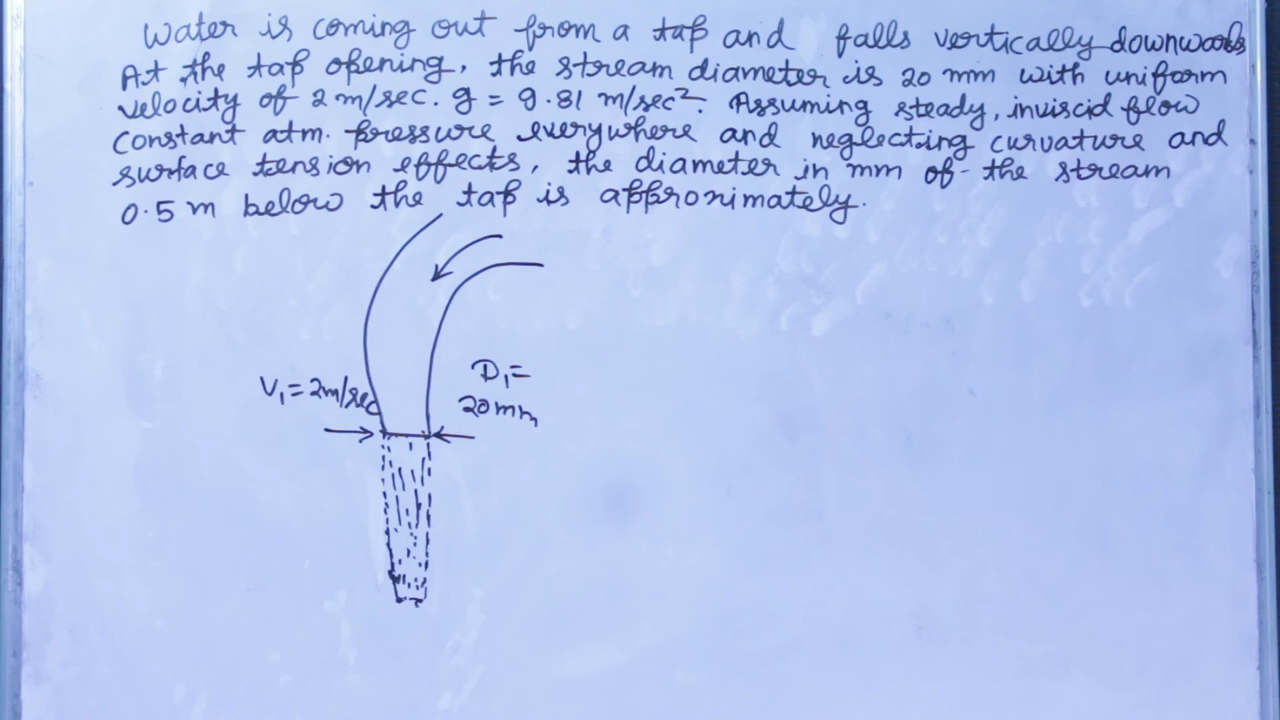 Water is coming out from a tap and falls vertically downwards
At the tap opening, the stream diameter is 20 mm with uniform
velocity of 2 m/sec. g = 9.81 m/sec². Assuming steady, inviscid flow
constant atm. pressure everywhere and neglecting curvature and
surface tension effects, the diameter in mm of the stream
0.5 m below the tap is approximately.
D₁ =
V₁ = 2m/sec
20mm